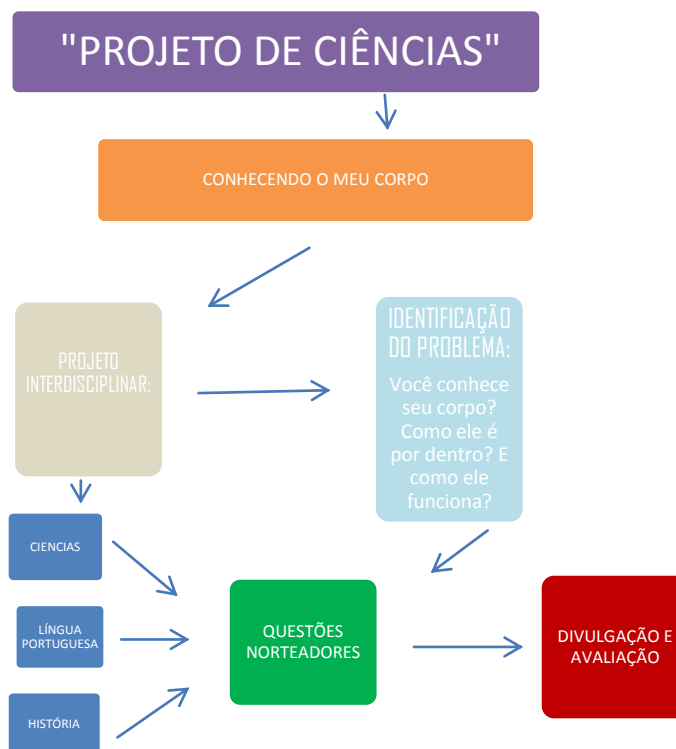 "PROJETO DE CIÊNCIAS"
CONHECENDO O MEU CORPO
PROJETO
INTERDISCIPLINAR:
IDENTIFICAÇÃO
DO PROBLEMA:
Você conhece
seu corpo?
Como ele é
por dentro? E
como ele
funciona?
CIENCIAS
LÍNGUA
PORTUGUESA
HISTÓRIA
QUESTÕES
NORTEADORES
DIVULGAÇÃO E
AVALIAÇÃO